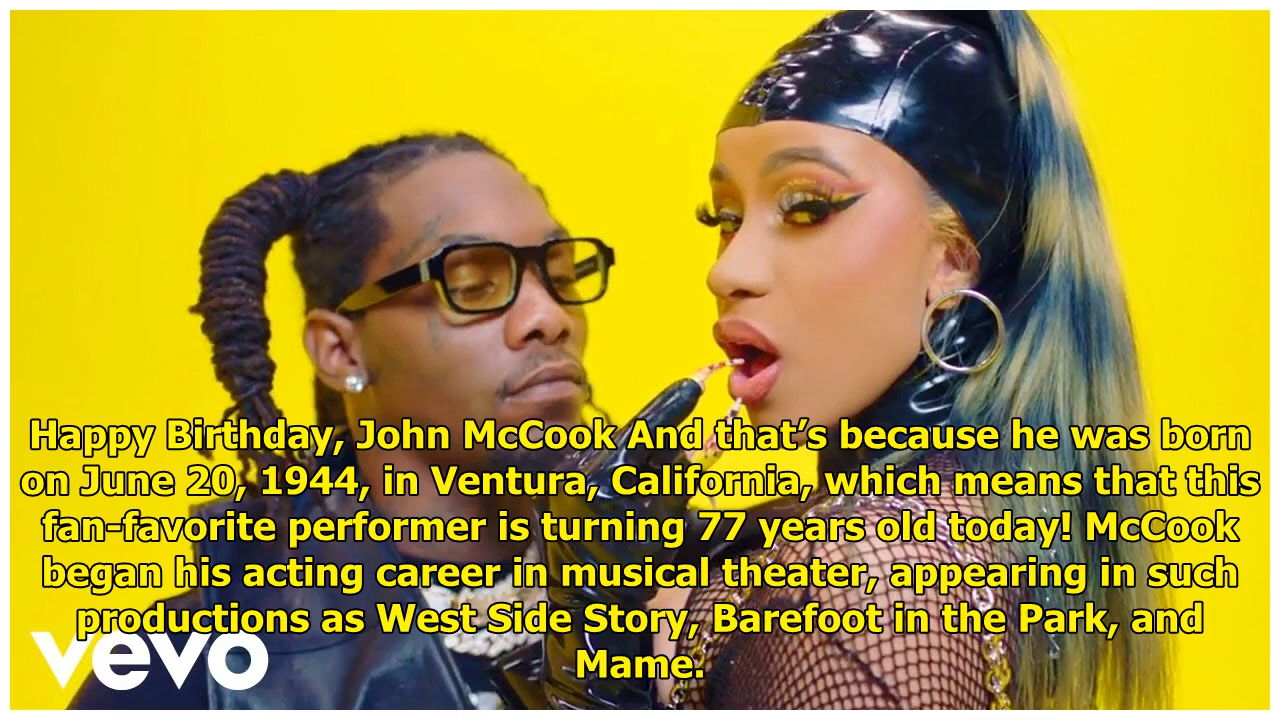 Happy Birthday, John McCook And that’s because he was born
on June 20, 1944, in Ventura, California, which means that this
fan-favorite performer is turning 77 years old today! McCook
began his acting career in musical theater, appearing in such
productions as West Side Story, Barefoot in the Park, and
Mame.
vevo